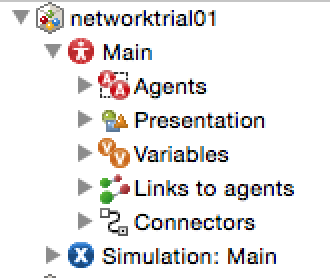 networktrial01
Main
Agents
Presentation
Variables
Links to agents
Connectors
Simulation: Main